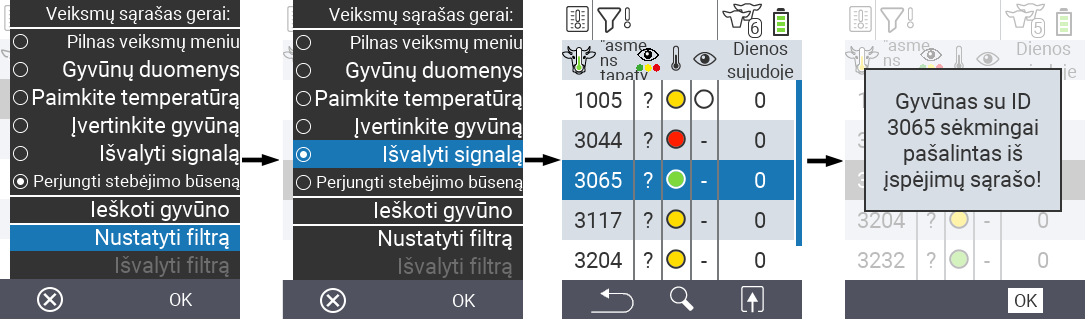 Veiksmų sąrašas gerai:
Pilnas veiksmų meniu
Gyvūnų duomenys
Paimkite temperatūrą
Įvertinkite gyvūną
Išvalyti signalą
Perjungti stebėjimo būseną
Ieškoti gyvūno
Nustatyti filtrą
Išvalyti filtrą
OK
Veiksmų sąrašas gerai:
Pilnas veiksmų meniu
Gyvūnų duomenys
Paimkite temperatūrą
Įvertinkite gyvūną
Išvalyti signalą
Perjungti stebėjimo būseną
Ieškoti gyvūno
Nustatyti filtrą
Išvalyti filtrą
OK
6
"asme
ns
tapaty
Dienos
sujudoje
1005 ? 0
3044 ? - 0
3065 ? - 0
3117 ? - 0
3204 ? - 0
5
"asme
ns
Dienos
sujudoje
Gyvūnas su ID
3065 sėkmingai
pašalintas iš
įspėjimų sąrašo!
3204 ? - 0
3232 ? - 0
OK